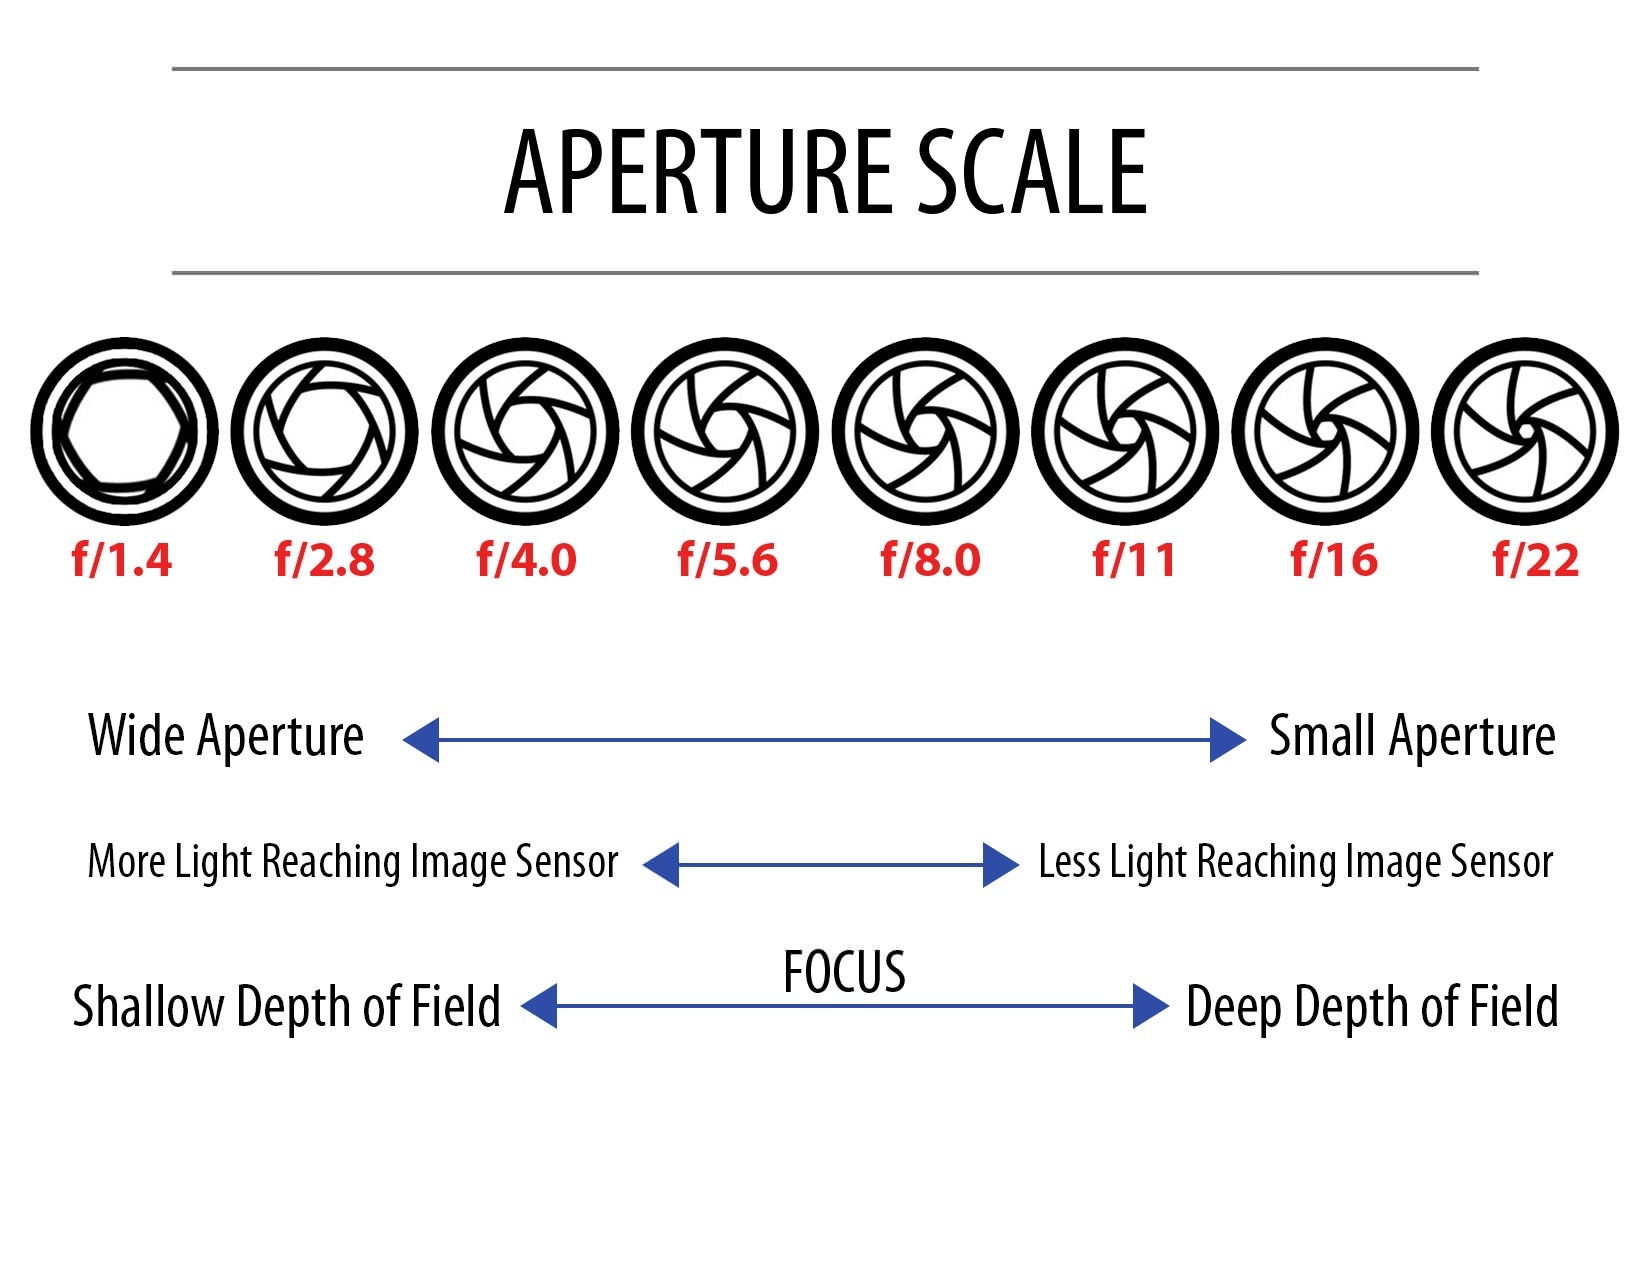 APERTURE SCALE
f/1.4 f/2.8 f/4.0 f/5.6 f/8.0 f/11 f/16 f/22
Wide Aperture Small Aperture
More Light Reaching Image Sensor Less Light Reaching Image Sensor
FOCUS
Shallow Depth of Field Deep Depth of Field